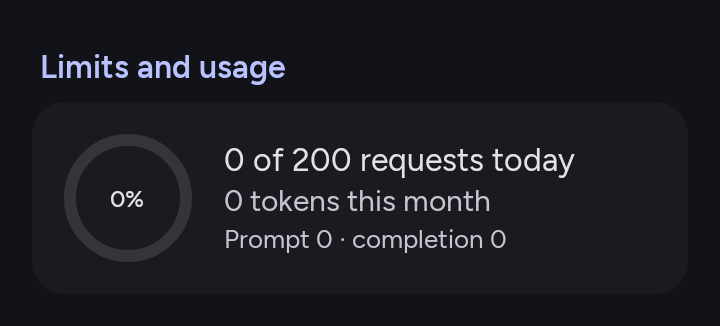 Limits and usage
0%
0 of 200 requests today
0 tokens this month
Prompt 0 · completion 0